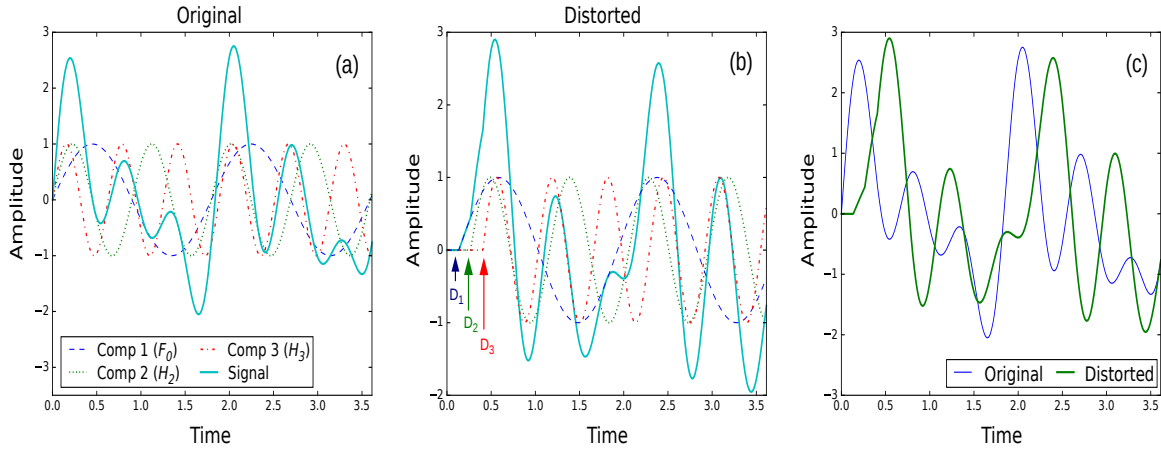 Original
Distorted
(a)
(b)
(c)
Amplitude
3
2
1
0
−1
−2
−3
0.0 0.5 1.0 1.5 2.0 2.5 3.0 3.5
Time
Comp 1 (F0)
Comp 2 (H2)
Comp 3 (H3)
Signal
Amplitude
3
2
1
0
−1
−2
D1
D2
D3
0.0 0.5 1.0 1.5 2.0 2.5 3.0 3.5
Time
Amplitude
3
2
1
0
−1
−2
−3
0.0 0.5 1.0 1.5 2.0 2.5 3.0 3.5
Time
Original
Distorted